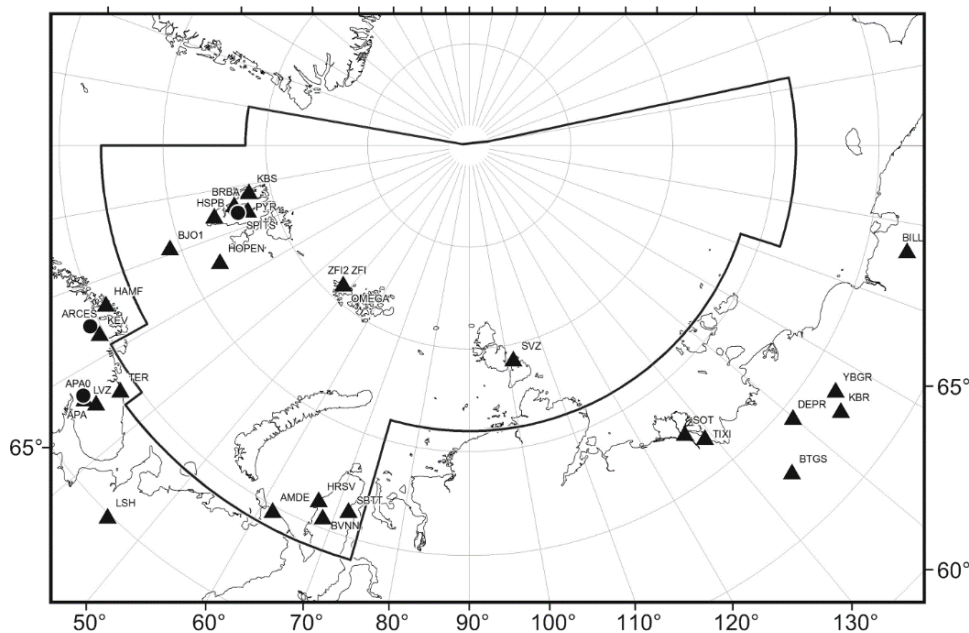 KBS
BRBA
HSPB
PYR
SPITS
BJO1
HOPEN
BILL
ZFI2 ZFI
OMEGA
HAMF
ARCES
KEV
SVZ
TER
APA0
LVZ
APA
YBGR
KBR
DEPR
65°
SOT
TIXI
65°
BTGS
HRSV
AMDE
SBTT
BVNN
LSH
60°
50°
60°
70°
80°
90°
100°
110°
120°
130°